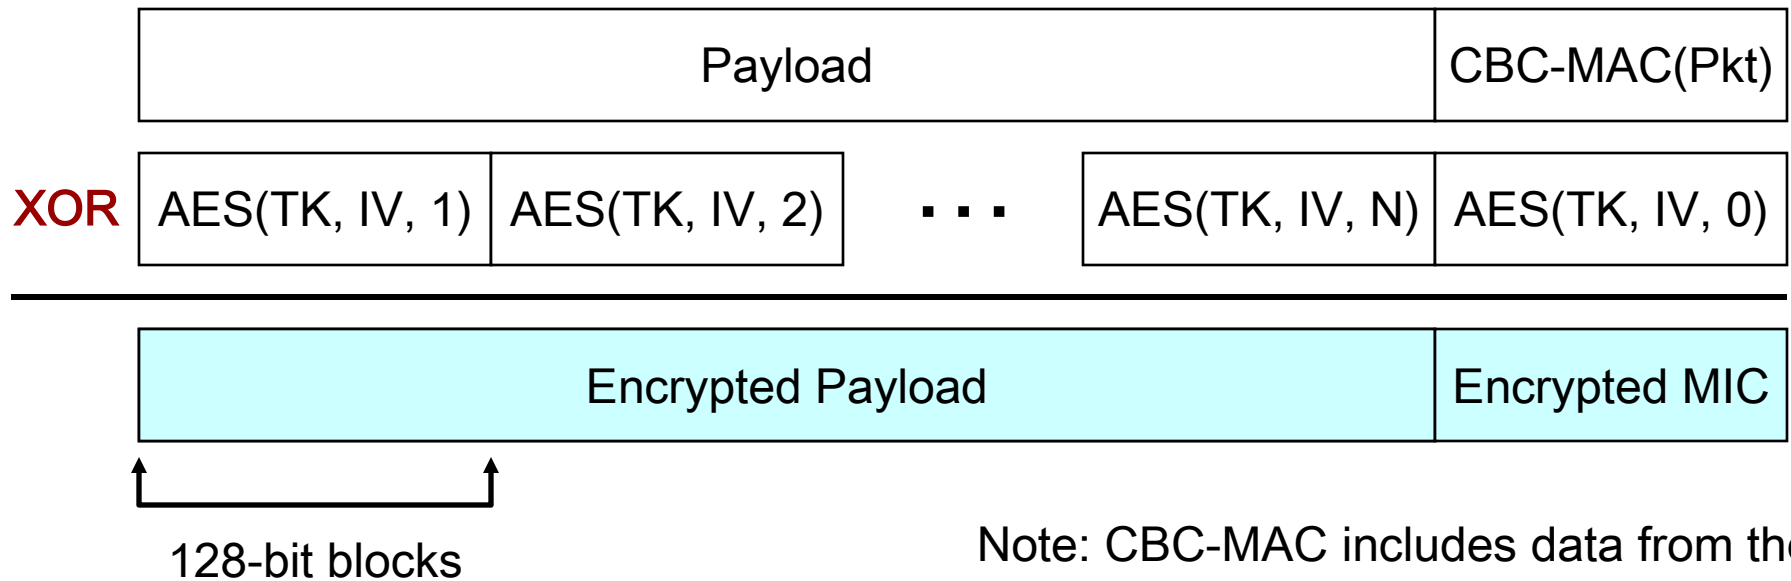 Payload CBC-MAC(Pkt)
XOR AES(TK, IV, 1) AES(TK, IV, 2) ... AES(TK, IV, N) AES(TK, IV, 0)
Encrypted Payload Encrypted MIC
128-bit blocks
Note: CBC-MAC includes data from the